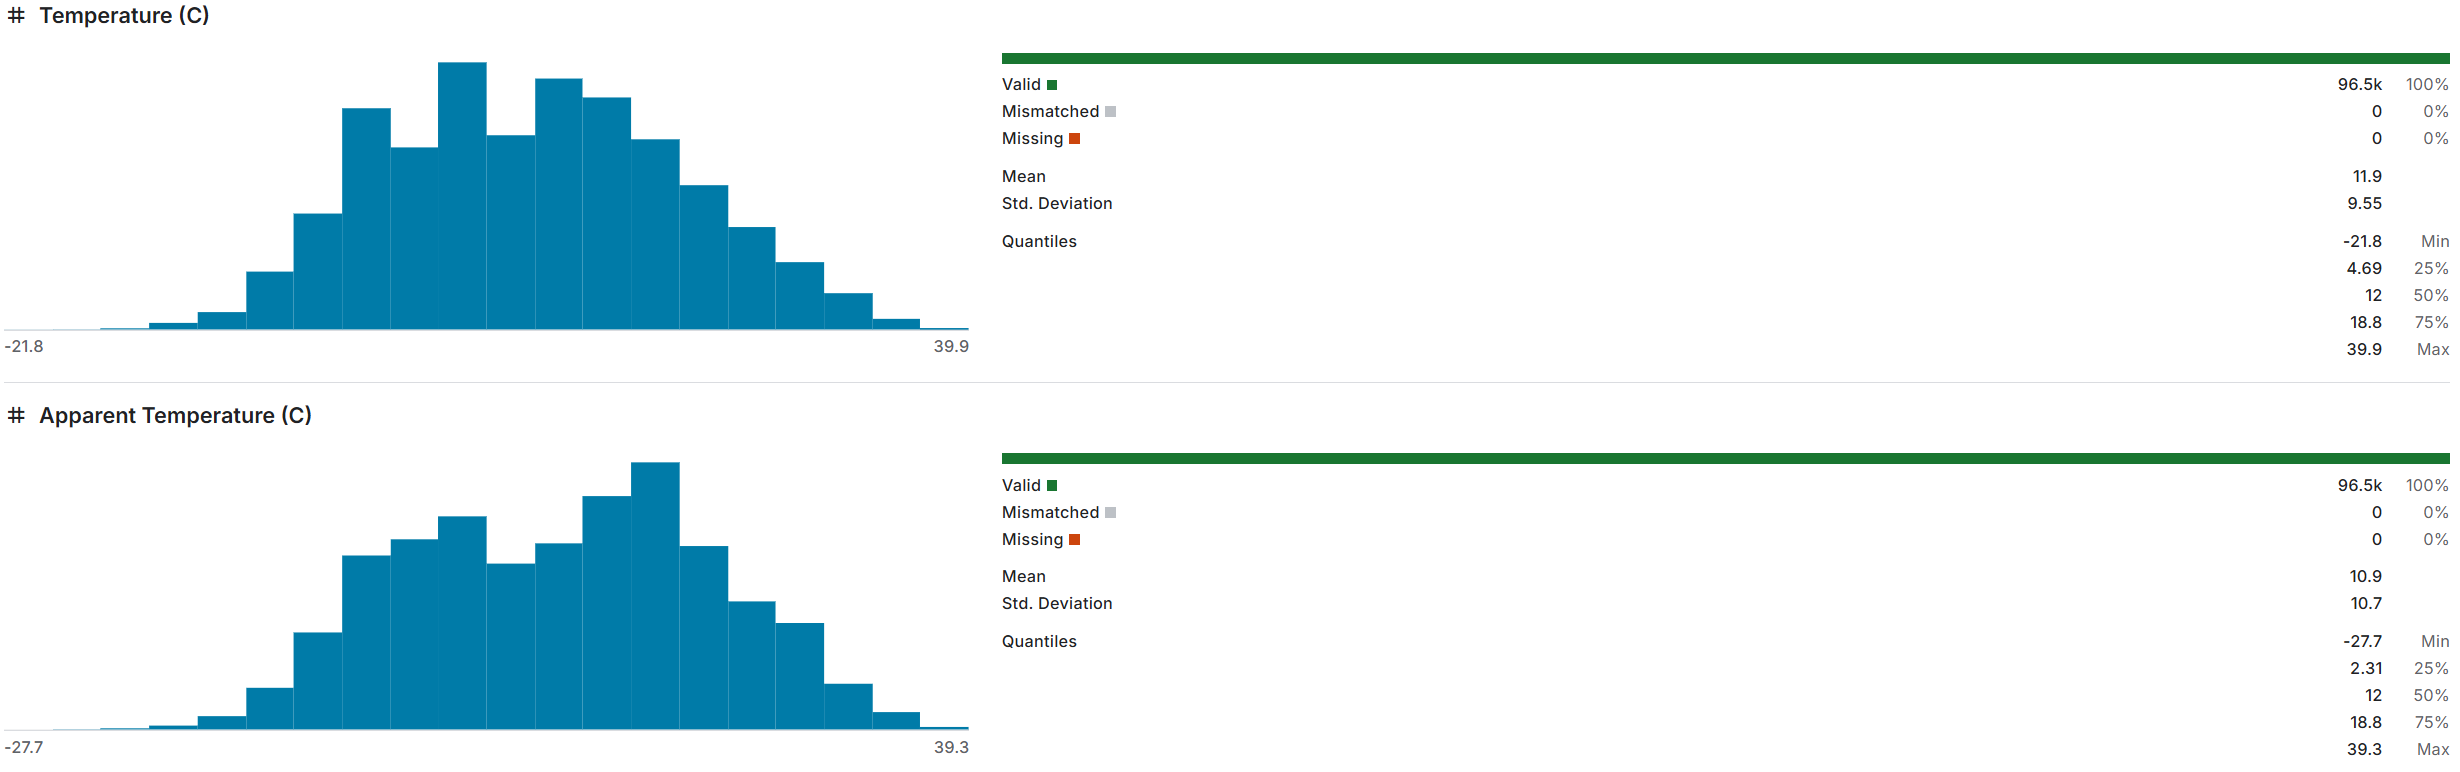 # Temperature (C)
Valid 96.5k 100%
Mismatched 0 0%
Missing 0 0%
Mean 11.9
Std. Deviation 9.55
Quantiles -21.8 Min
4.69 25%
12 50%
18.8 75%
39.9 Max
-21.8 39.9
# Apparent Temperature (C)
Valid 96.5k 100%
Mismatched 0 0%
Missing 0 0%
Mean 10.9
Std. Deviation 10.7
Quantiles -27.7 Min
2.31 25%
12 50%
18.8 75%
39.3 Max
-27.7 39.3